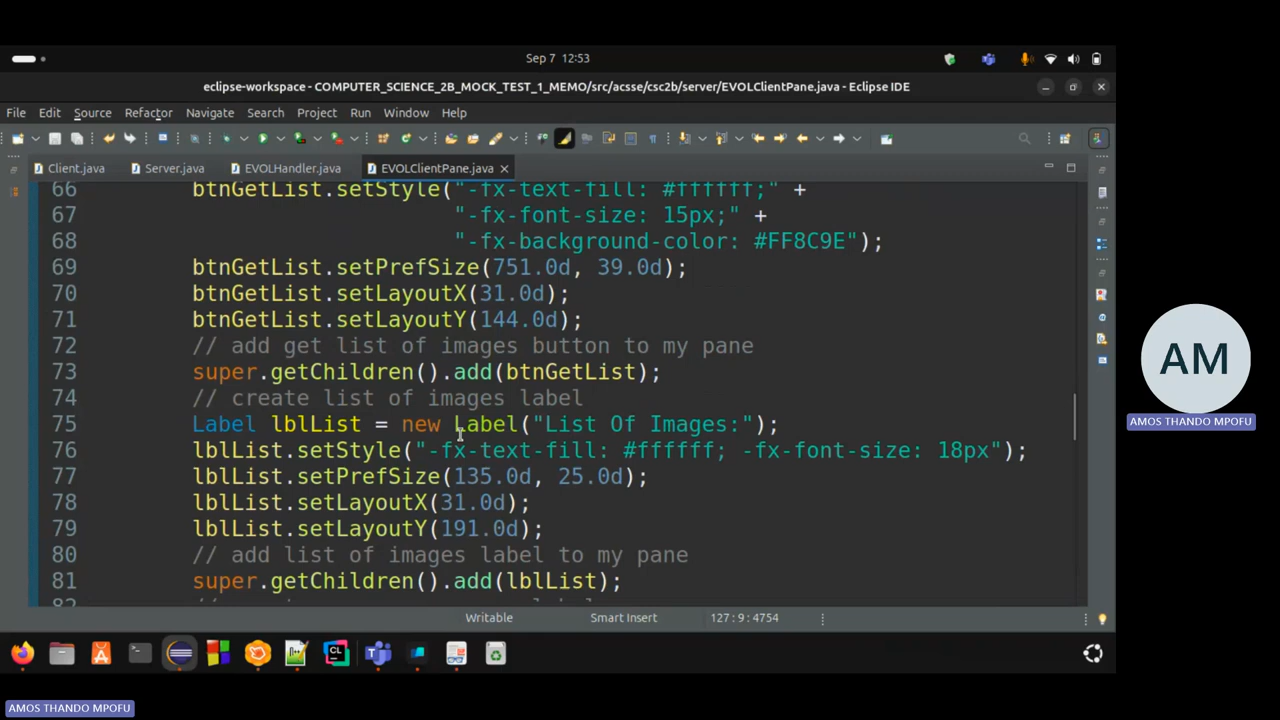 Sep 7 12:53
eclipse-workspace - COMPUTER_SCIENCE_2B_MOCK_TEST_1_MEMO/src/acsse/csc2b/server/EVOLClientPane.java - Eclipse IDE
File Edit Source Refactor Navigate Search Project Run Window Help
Client.java Server.java EVOLHandler.java EVOLClientPane.java
66 btnGetList.setStyle("-fx-text-fill: #ffffff;" +
67 "-fx-font-size: 15px;" +
68 "-fx-background-color: #FF8C9E");
69 btnGetList.setPrefSize(751.0d, 39.0d);
70 btnGetList.setLayoutX(31.0d);
71 btnGetList.setLayoutY(144.0d);
72 // add get list of images button to my pane
73 super.getChildren().add(btnGetList);
74 // create list of images label
75 Label lblList = new Label("List Of Images:");
76 lblList.setStyle("-fx-text-fill: #ffffff; -fx-font-size: 18px");
77 lblList.setPrefSize(135.0d, 25.0d);
78 lblList.setLayoutX(31.0d);
79 lblList.setLayoutY(191.0d);
80 // add list of images label to my pane
81 super.getChildren().add(lblList);
Writable Smart Insert 127 : 9 : 4754
AM
AMOS THANDO MPOFU
AMOS THANDO MPOFU